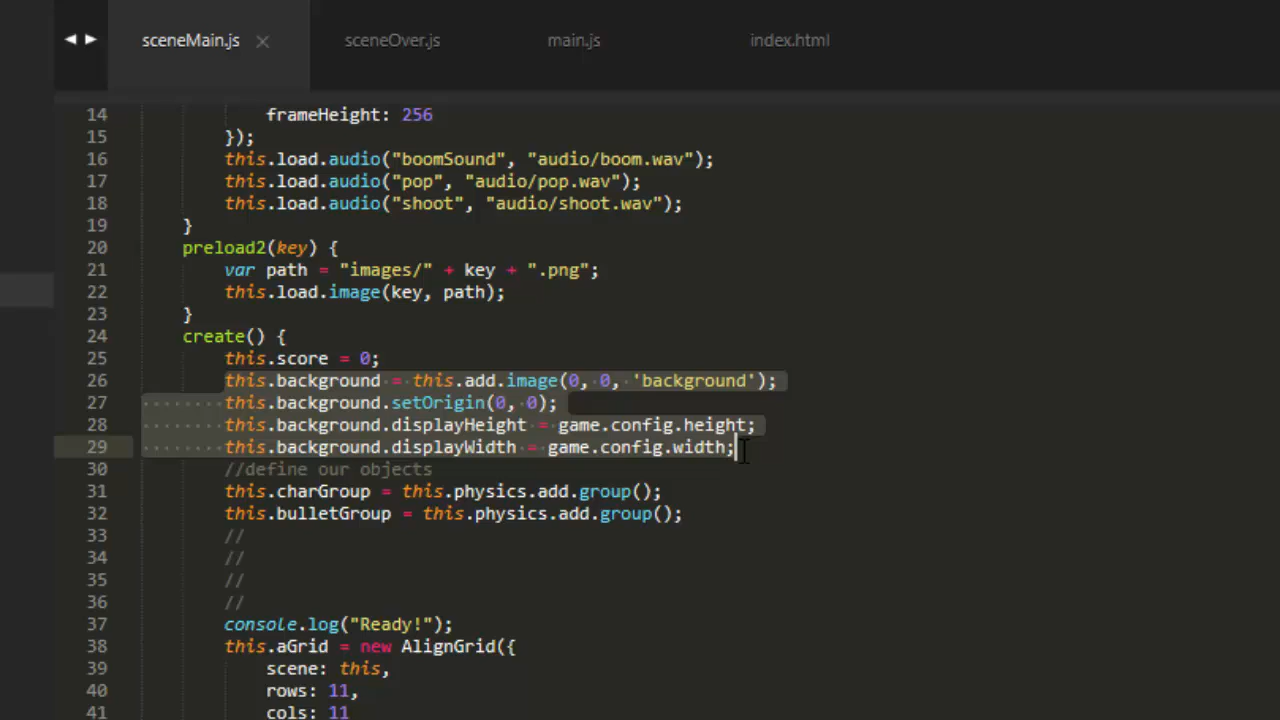 sceneMain.js
sceneOver.js
main.js
index.html
14 frameHeight: 256
15 });
16 this.load.audio("boomSound", "audio/boom.wav");
17 this.load.audio("pop", "audio/pop.wav");
18 this.load.audio("shoot", "audio/shoot.wav");
19 }
20 preload2(key) {
21 var path = "images/" + key + ".png";
22 this.load.image(key, path);
23 }
24 create() {
25 this.score = 0;
26 this.background = this.add.image(0, 0, 'background');
27 this.background.setOrigin(0, 0);
28 this.background.displayHeight = game.config.height;
29 this.background.displayWidth = game.config.width;
30 //define our objects
31 this.charGroup = this.physics.add.group();
32 this.bulletGroup = this.physics.add.group();
33 //
34 //
35 //
36 //
37 console.log("Ready!");
38 this.aGrid = new AlignGrid({
39 scene: this,
40 rows: 11,
41 cols: 11